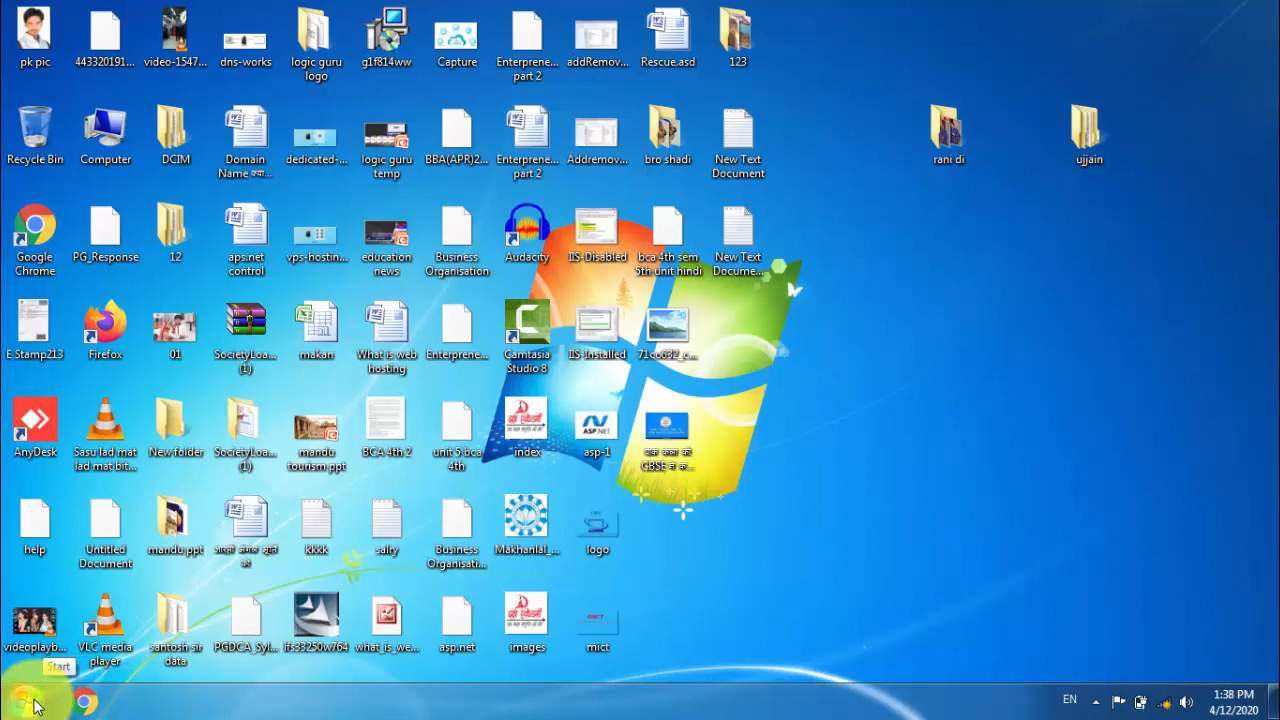 pk pic
443320191...
video-1547...
dns-works
logic guru
logo
g1f814ww
Capture
Enterprene...
part 2
addRemov...
Rescue.asd
123
Recycle Bin
Computer
DCIM
Domain
Name क्या...
dedicated-...
logic guru
temp
BBA(APR)2...
Enterprene...
part 2
Addremov...
bro shadi
New Text
Document
rani di
ujjain
Google
Chrome
PG_Response
12
aps.net
control
vps-hostin...
education
news
Business
Organisation
Audacity
IIS-Disabled
bca 4th sem
5th unit hindi
New Text
Docume...
E Stamp213
Firefox
01
SocietyLoa...
(1)
makan
What is web
hosting
Enterprene...
Camtasia
Studio 8
IIS-Installed
AnyDesk
Sasu lad mat
lad mat bit...
New folder
SocietyLoa...
(1)
mandu
tourism ppt
BCA 4th 2
unit 5 bca
4th
index
ASP.NET
asp-1
CBSE
help
Untitled
Document
mandu ppt
kkkk
salry
Business
Organisati...
Makhanlal_...
logo
videoplayb...
VLC media
player
santosh sir
data
PGDCA_Syl...
ifs33250w764
what_is_we...
asp.net
images
mict
Start
EN
1:38 PM
4/12/2020